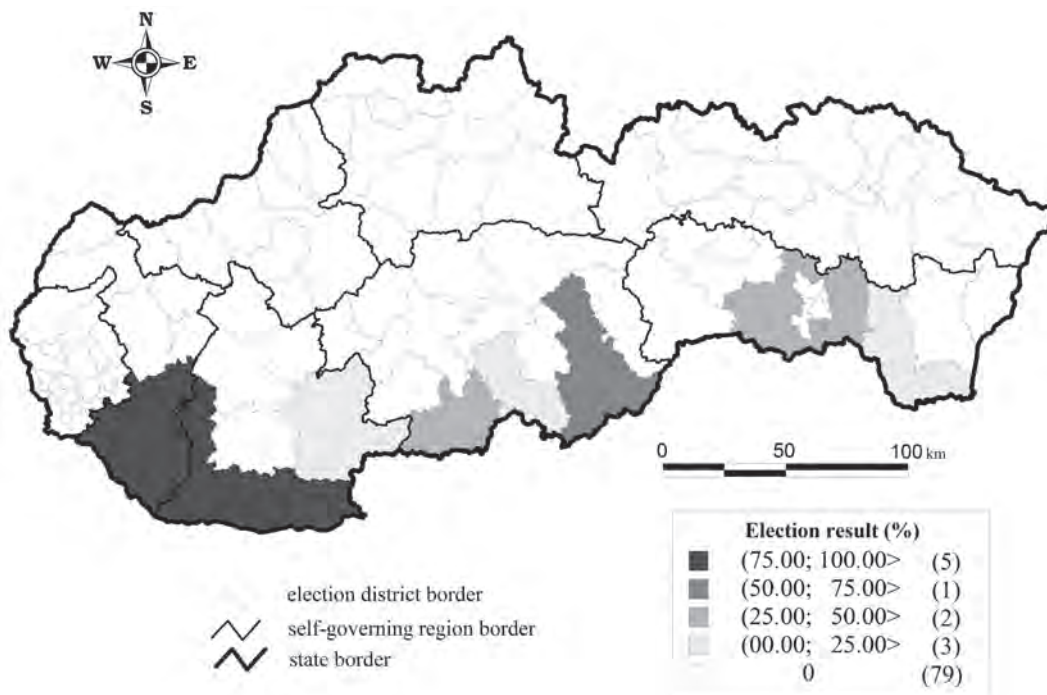 N
W E
S
0 50 100 km
Election result (%)
(75.00; 100.00> (5)
(50.00; 75.00> (1)
(25.00; 50.00> (2)
(00.00; 25.00> (3)
0 (79)
election district border
self-governing region border
state border